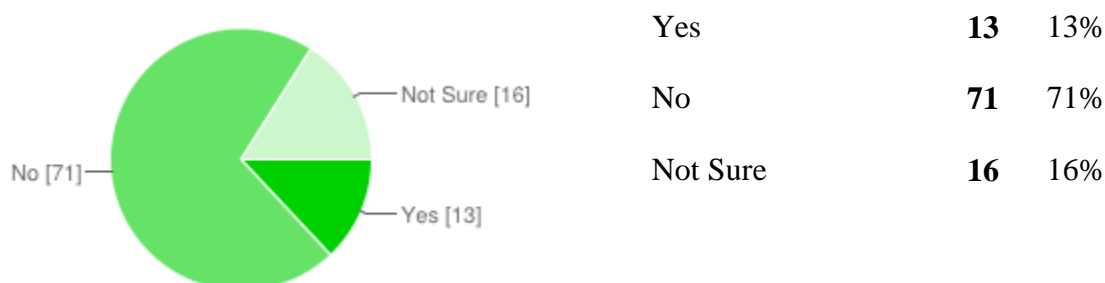 Yes 13 13%
Not Sure [16]
No 71 71%
No [71]
Not Sure 16 16%
Yes [13]